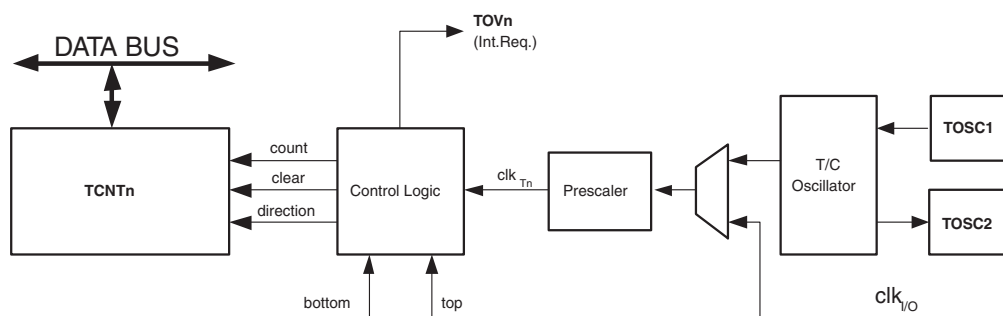 TOVn
(Int.Req.)
DATA BUS
TCNTn
count
clear
direction
Control Logic
clk Tn
Prescaler
T/C
Oscillator
TOSC1
TOSC2
bottom
top
clk I/O